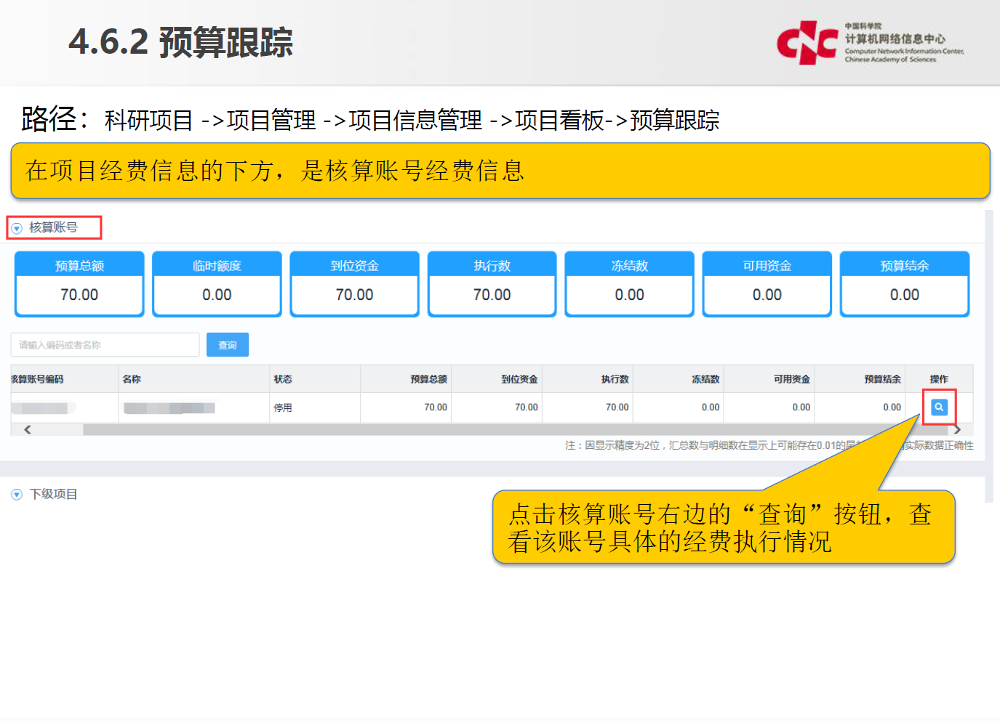 4.6.2 预算跟踪
中国科学院
计算机网络信息中心
Computer Network Information Center,
Chinese Academy of Sciences
路径：科研项目 ->项目管理 ->项目信息管理 ->项目看板->预算跟踪
在项目经费信息的下方，是核算账号经费信息
核算账号
预算总额 临时额度 到位资金 执行数 冻结数 可用资金 预算结余
70.00 0.00 70.00 70.00 0.00 0.00 0.00
请输入编码或者名称 查询
核算账号编码 名称 状态 预算总额 到位资金 执行数 冻结数 可用资金 预算结余 操作
停用 70.00 70.00 70.00 0.00 0.00 0.00
注：因显示精度为2位，汇总数与明细数在显示上可能存在0.01的 实际数据正确性
下级项目
点击核算账号右边的“查询”按钮，查
看该账号具体的经费执行情况